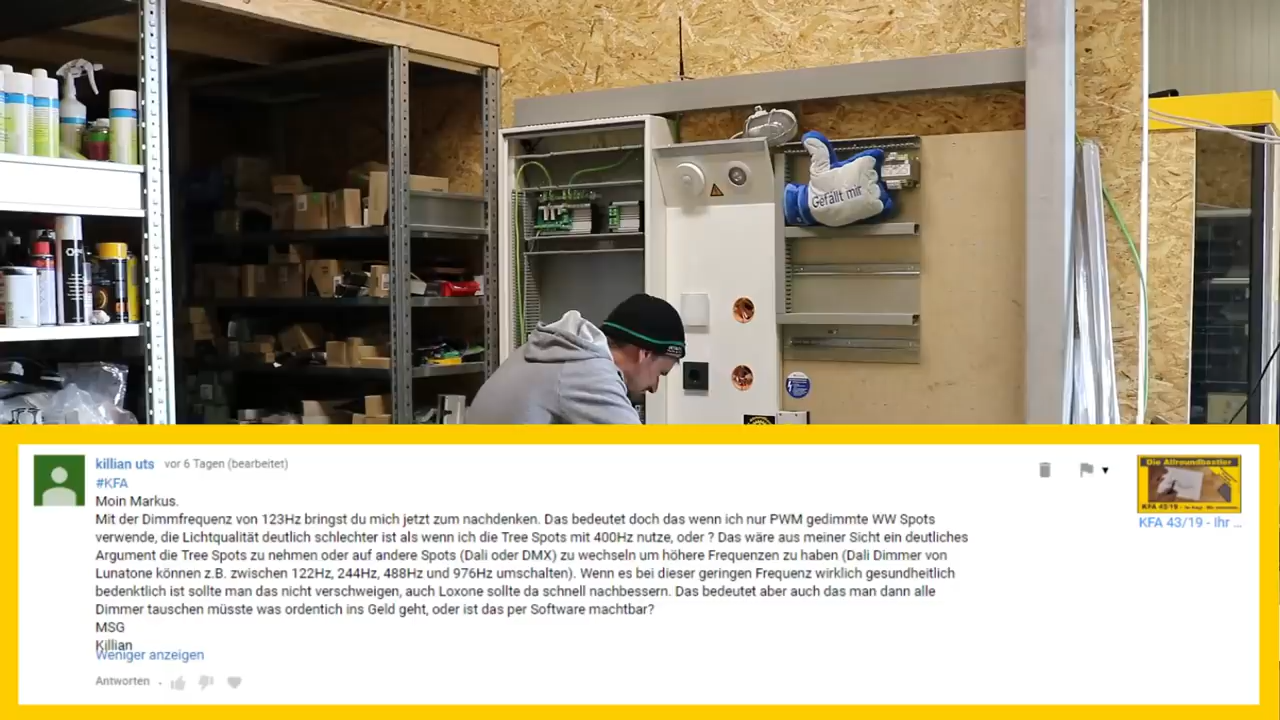 Gefällt mir
killian uts vor 6 Tagen (bearbeitet)
#KFA
Moin Markus.
Mit der Dimmfrequenz von 123Hz bringst du mich jetzt zum nachdenken. Das bedeutet doch das wenn ich nur PWM gedimmte WW Spots
verwende, die Lichtqualität deutlich schlechter ist als wenn ich die Tree Spots mit 400Hz nutze, oder ? Das wäre aus meiner Sicht ein deutliches
Argument die Tree Spots zu nehmen oder auf andere Spots (Dali oder DMX) zu wechseln um höhere Frequenzen zu haben (Dali Dimmer von
Lunatone können z.B. zwischen 122Hz, 244Hz, 488Hz und 976Hz umschalten). Wenn es bei dieser geringen Frequenz wirklich gesundheitlich
bedenktlich ist sollte man das nicht verschweigen, auch Loxone sollte da schnell nachbessern. Das bedeutet aber auch das man dann alle
Dimmer tauschen müsste was ordentich ins Geld geht, oder ist das per Software machtbar?
MSG
Killian
Weniger anzeigen
Antworten
Die Allroundbastler
KFA 43/19 - Ihr ...